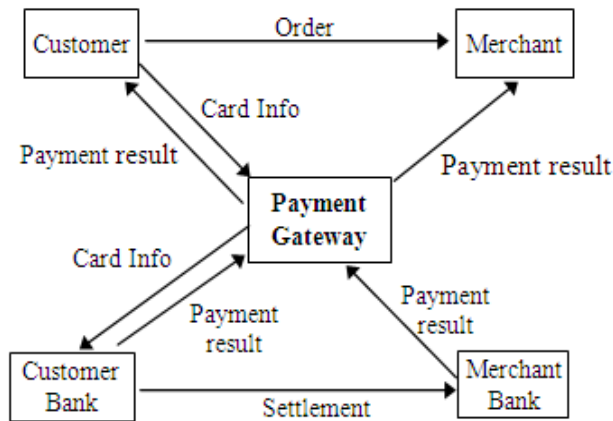 Order
Customer
Merchant
Card Info
Payment result
Payment result
Payment
Gateway
Card Info
Payment
result
Payment
result
Customer
Bank
Merchant
Bank
Settlement